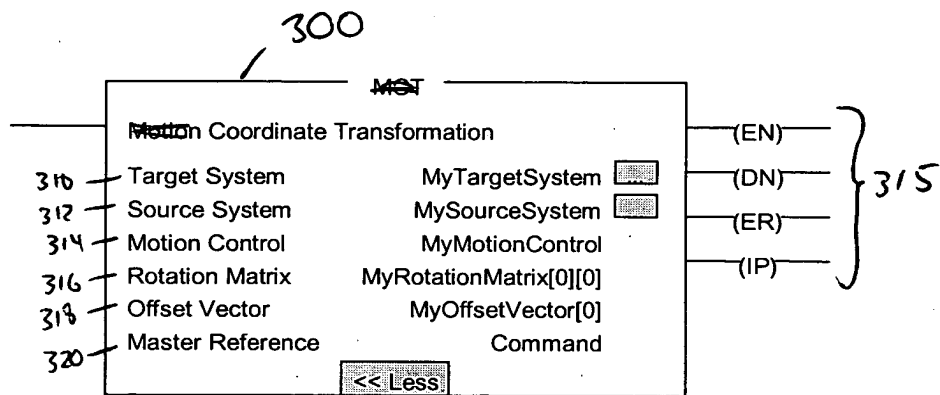 300
MCT
Motion Coordinate Transformation
(EN)
310 Target System MyTargetSystem ... (DN)
312 Source System MySourceSystem (ER) 315
314 Motion Control MyMotionControl
316 Rotation Matrix MyRotationMatrix[0][0] (IP)
318 Offset Vector MyOffsetVector[0]
320 Master Reference Command
<< Less